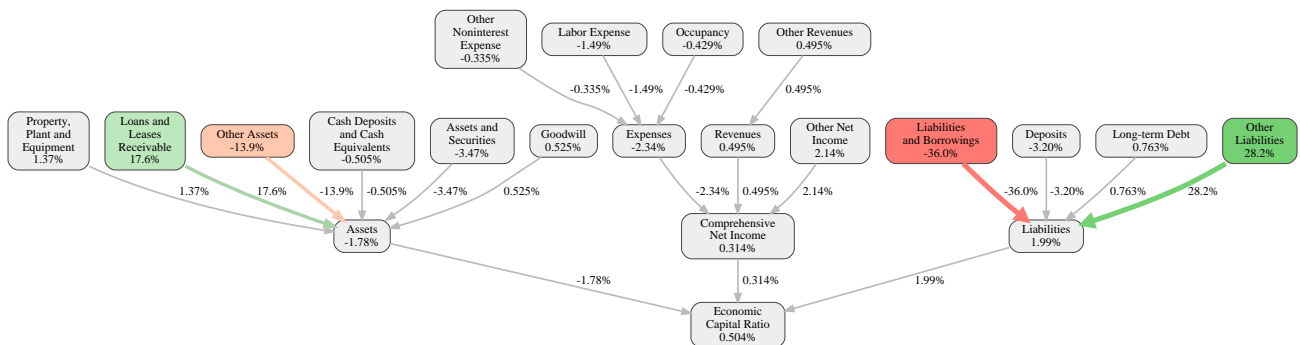 Other
Noninterest
Expense
-0.335%
Labor Expense
-1.49%
Occupancy
-0.429%
Other Revenues
0.495%
-0.335%
-1.49%
-0.429%
0.495%
Property,
Plant and
Equipment
1.37%
Loans and
Leases
Receivable
17.6%
Other Assets
-13.9%
Cash Deposits
and Cash
Equivalents
-0.505%
Assets and
Securities
-3.47%
Goodwill
0.525%
Expenses
-2.34%
Revenues
0.495%
Other Net
Income
2.14%
Liabilities
and Borrowings
-36.0%
Deposits
-3.20%
Long-term Debt
0.763%
Other
Liabilities
28.2%
1.37%
17.6%
-13.9%
-0.505%
-3.47%
0.525%
-2.34%
0.495%
2.14%
-36.0%
-3.20%
0.763%
28.2%
Assets
-1.78%
Comprehensive
Net Income
0.314%
Liabilities
1.99%
-1.78%
0.314%
1.99%
Economic
Capital Ratio
0.504%